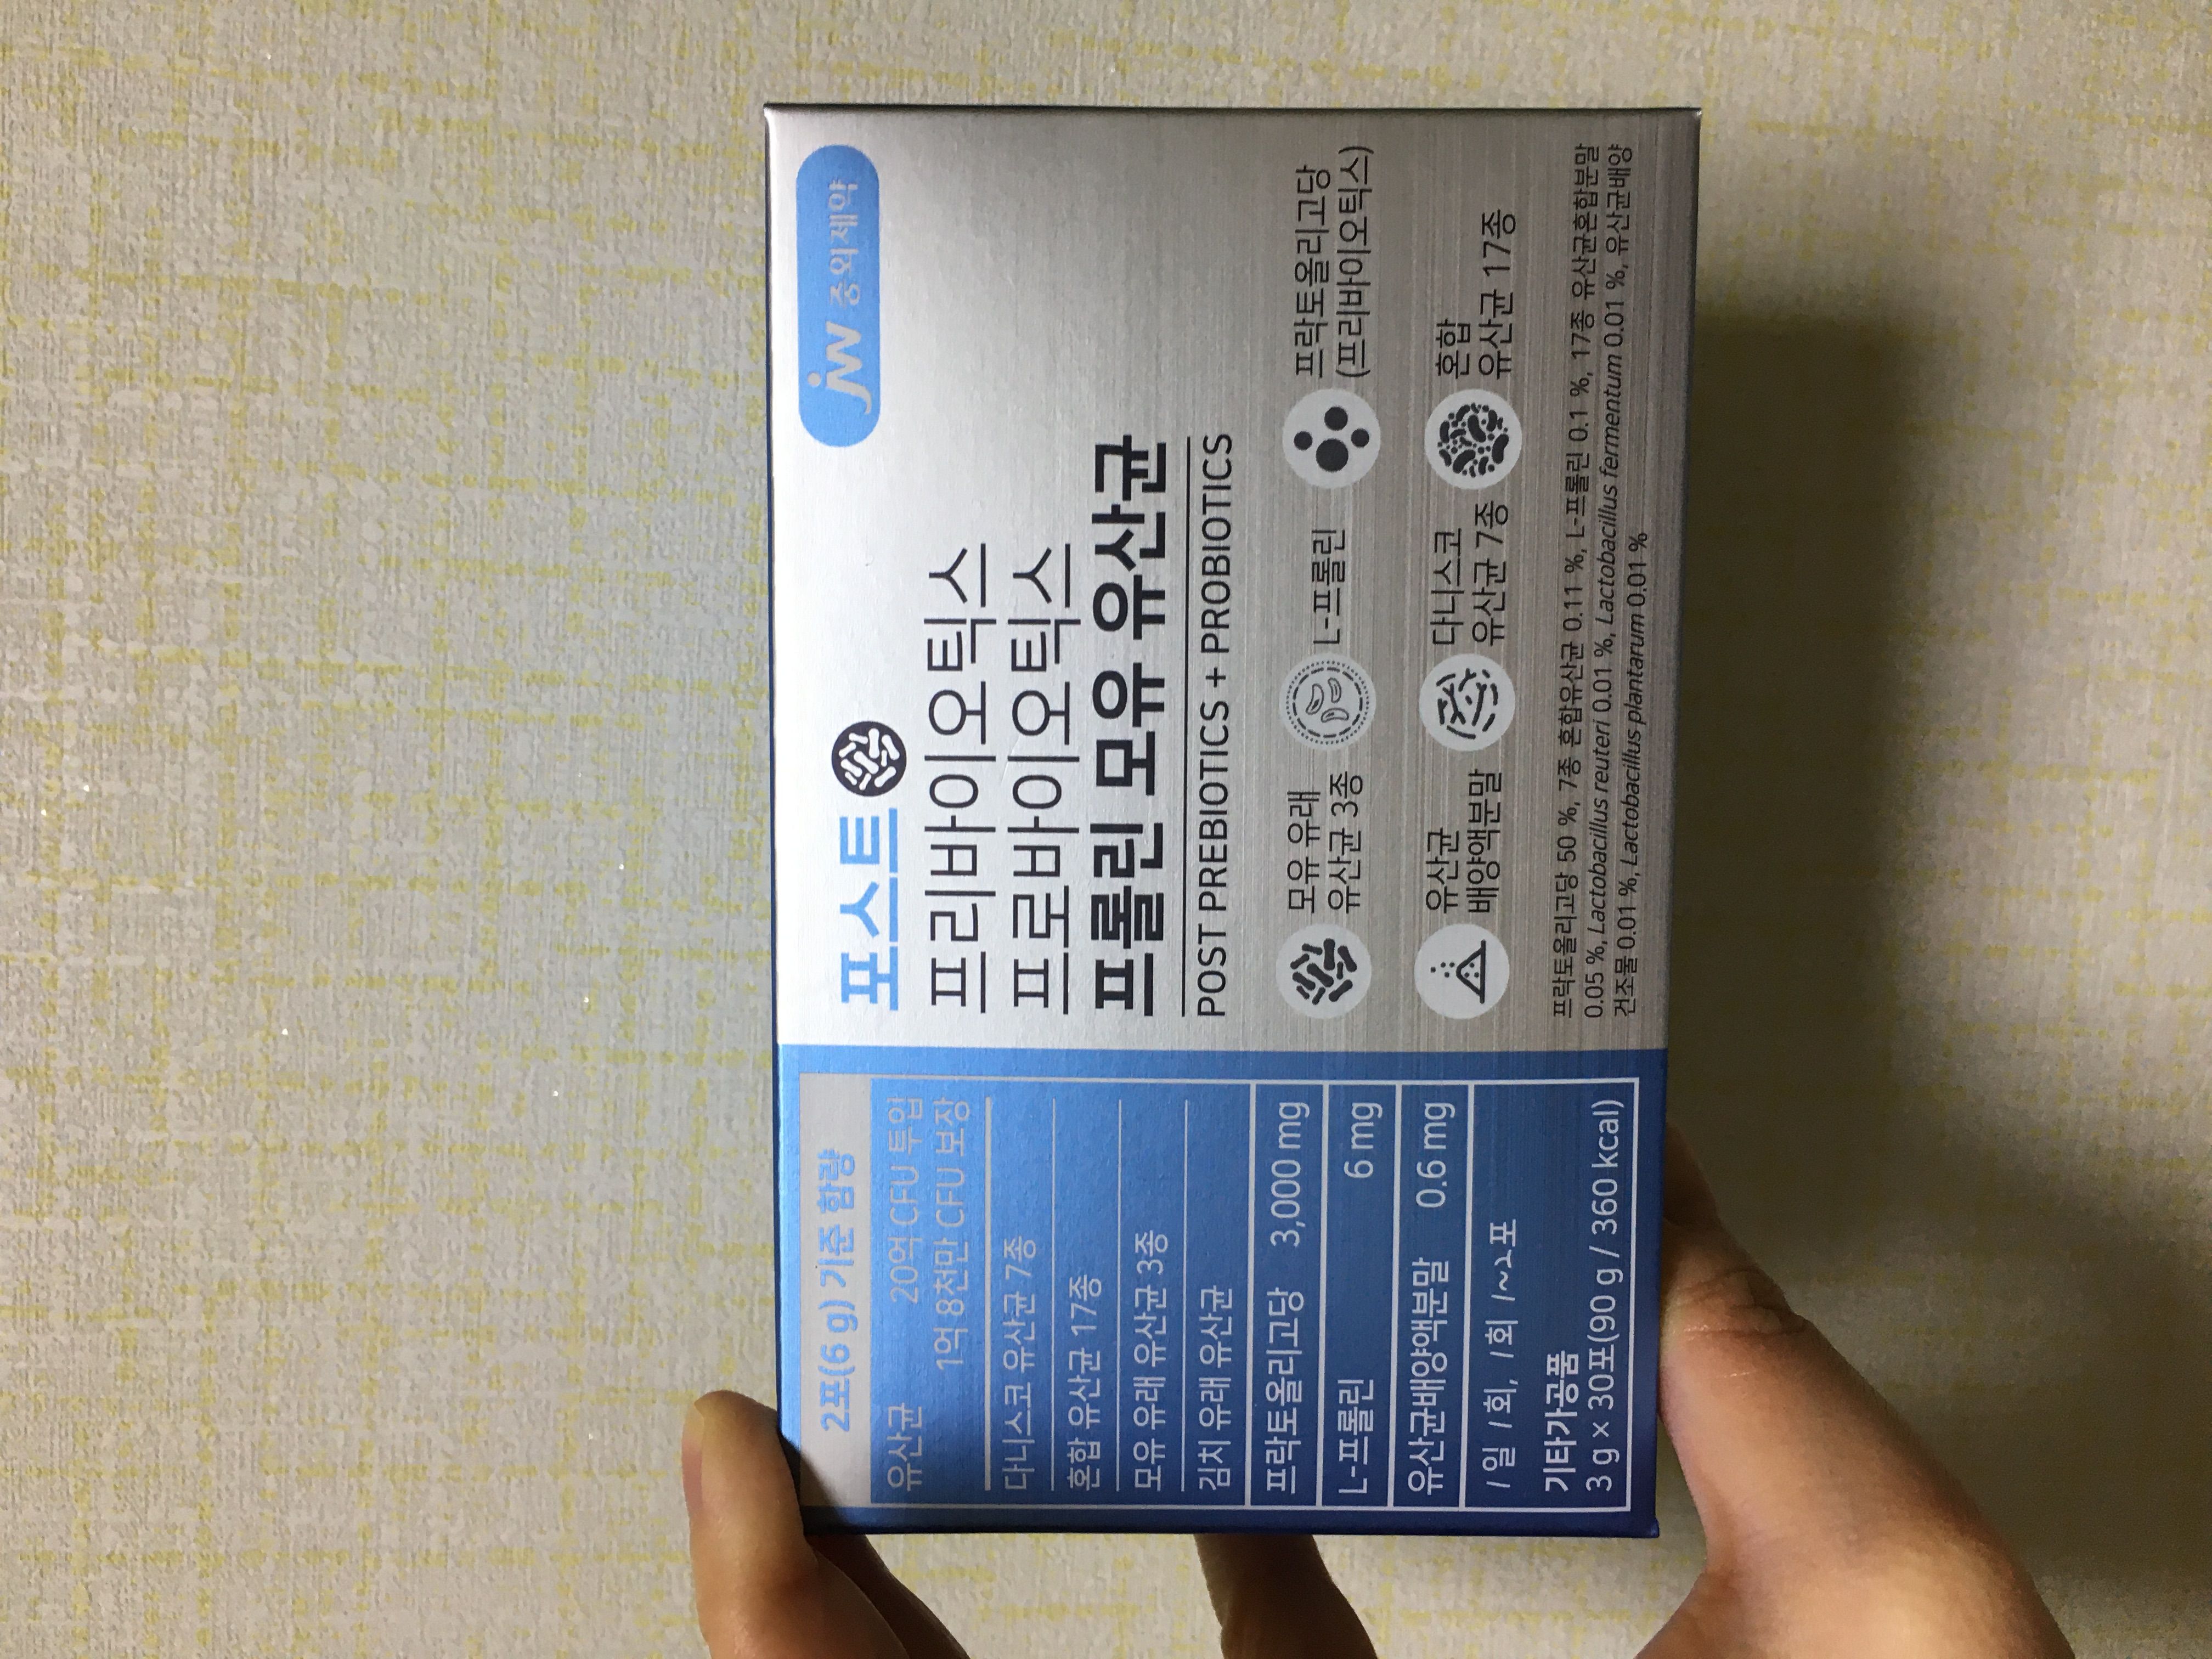 2포(6 g) 기준 함량
유산균 20억 CFU 투입
1억 8천만 CFU 보장
다니스코 유산균 7종
혼합 유산균 17종
모유 유래 유산균 3종
김치 유래 유산균
프락토올리고당 3,000 mg
L-프롤린 6 mg
유산균배양액분말 0.6 mg
1일 1회, 1회 1~2포
기타가공품
3 g × 30포(90 g / 360 kcal)
jw 중외제약
포스트
프리바이오틱스
프로바이오틱스
프롤린 모유 유산균
POST PREBIOTICS + PROBIOTICS
모유 유래
유산균 3종
L-프롤린
프락토올리고당
(프리바이오틱스)
유산균
배양액분말
다니스코
유산균 7종
혼합
유산균 17종
프락토올리고당 50 %, 7종 혼합유산균 0.11 %, L-프롤린 0.1 %, 17종 유산균혼합분말
0.05 %, Lactobacillus reuteri 0.01 %, Lactobacillus fermentum 0.01 %, 유산균배양
건조물 0.01 %, Lactobacillus plantarum 0.01 %